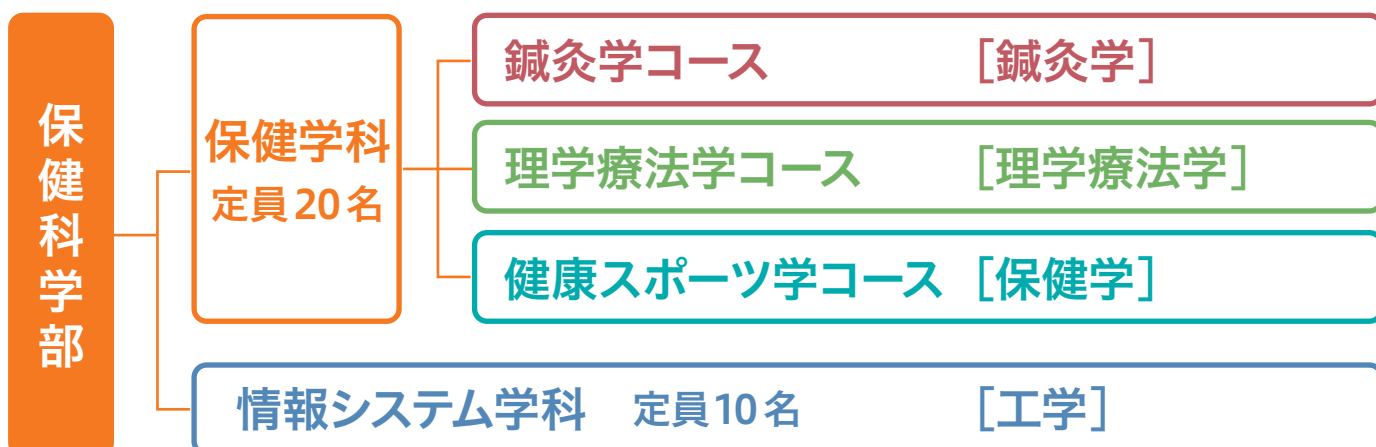 保健科学部
保健学科
定員20名
鍼灸学コース [鍼灸学]
理学療法学コース [理学療法学]
健康スポーツ学コース [保健学]
情報システム学科 定員10名 [工学]